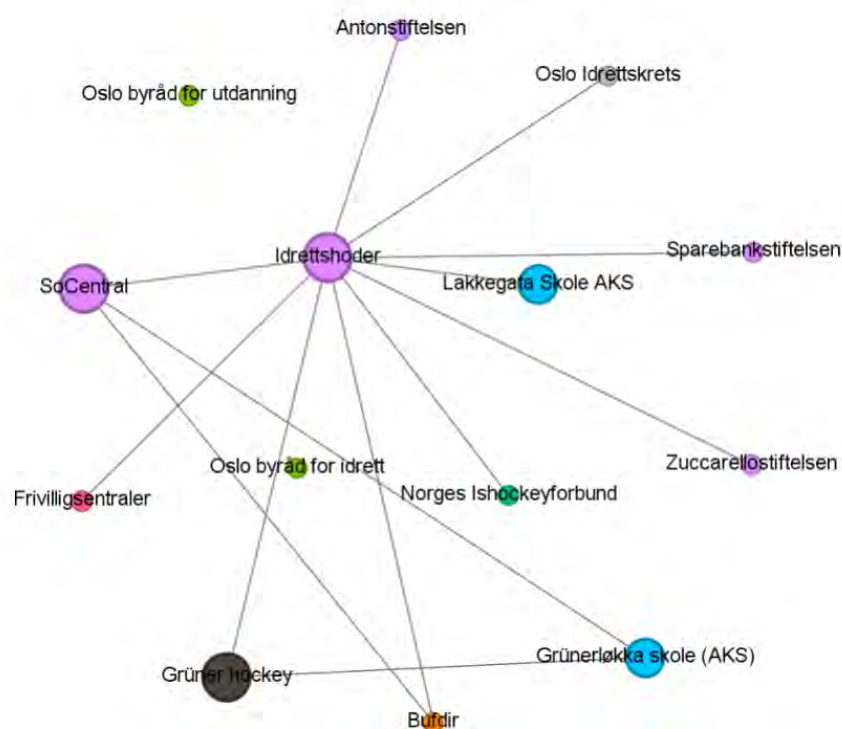 Antonstiftelsen
Oslo Idrettskrets
Oslo byråd for utdanning
Idrettshoder
Sparebankstiftelsen
SoCentral
Lakkegata Skole AKS
Oslo byråd for idrett
Zuccarellostiftelsen
Frivilligsentraler
Norges Ishockeyforbund
Grünerløkka skole (AKS)
Grüner hockey
Bufdir